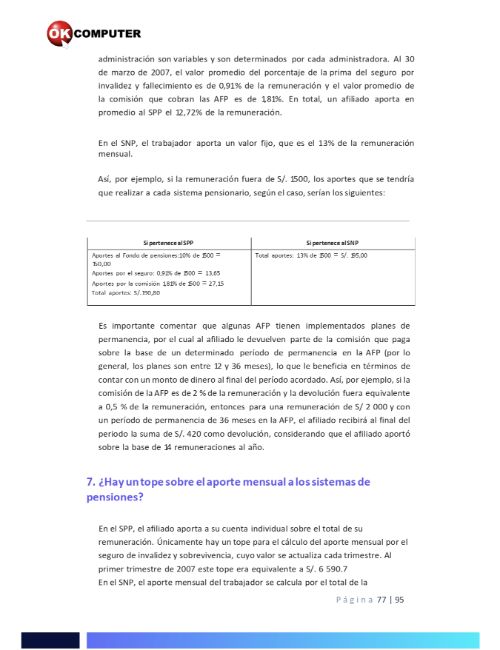 OK COMPUTER
administración son variables y son determinados por cada administradora. Al 30
de marzo de 2007, el valor promedio del porcentaje de la prima del seguro por
invalidez y fallecimiento es de 0,91% de la remuneración y el valor promedio de
la comisión que cobran las AFP es de 1,81%. En total, un afiliado aporta en
promedio al SPP el 12,72% de la remuneración.
En el SNP, el trabajador aporta un valor fijo, que es el 13% de la remuneración
mensual.
Así, por ejemplo, si la remuneración fuera de S/. 1500, los aportes que se tendría
que realizar a cada sistema pensionario, según el caso, serían los siguientes:
Si pertenece al SPP
Aportes al Fondo de pensiones:10% de 1500 =
150,00
Aportes por el seguro: 0,91% de 1500 = 13,65
Aportes por la comisión 1,81% de 1500 = 27,15
Total aportes: S/.190,80
Si pertenece al SNP
Total aportes: 13% de 1500 = S/. 195,00
Es importante comentar que algunas AFP tienen implementados planes de
permanencia, por el cual al afiliado le devuelven parte de la comisión que paga
sobre la base de un determinado período de permanencia en la AFP (por lo
general, los planes son entre 12 y 36 meses), lo que le beneficia en términos de
contar con un monto de dinero al final del período acordado. Así, por ejemplo, si la
comisión de la AFP es de 2 % de la remuneración y la devolución fuera equivalente
a 0,5 % de la remuneración, entonces para una remuneración de S/ 2 000 y con
un período de permanencia de 36 meses en la AFP, el afiliado recibirá al final del
período la suma de S/. 420 como devolución, considerando que el afiliado aportó
sobre la base de 14 remuneraciones al año.
7. ¿Hay un tope sobre el aporte mensual a los sistemas de
pensiones?
En el SPP, el afiliado aporta a su cuenta individual sobre el total de su
remuneración. Únicamente hay un tope para el cálculo del aporte mensual por el
seguro de invalidez y sobrevivencia, cuyo valor se actualiza cada trimestre. Al
primer trimestre de 2007 este tope era equivalente a S/. 6 590.7
En el SNP, el aporte mensual del trabajador se calcula por el total de la
Página 77 | 95